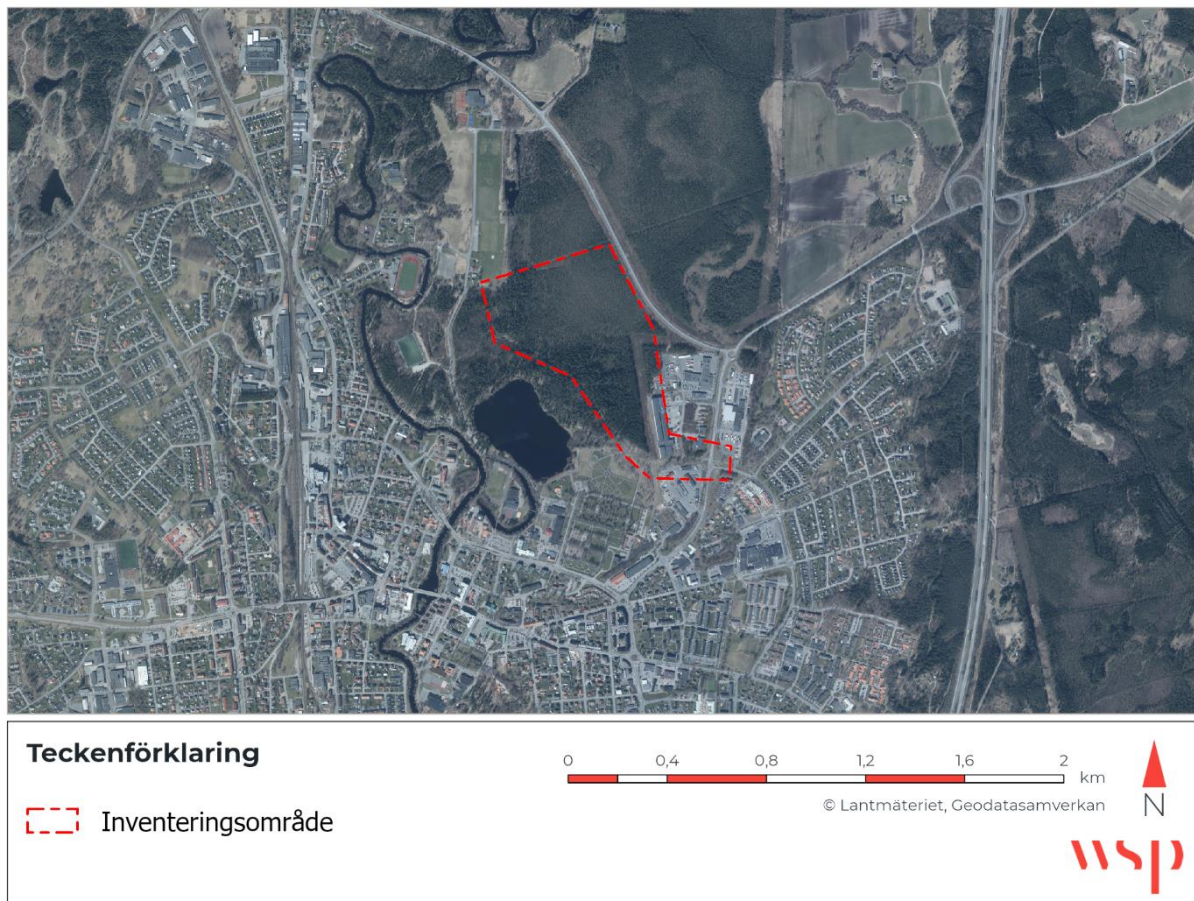 Teckenförklaring
Inventeringsområde
0 0,4 0,8 1,2 1,6 2
km
© Lantmäteriet, Geodatasamverkan
N
wsp